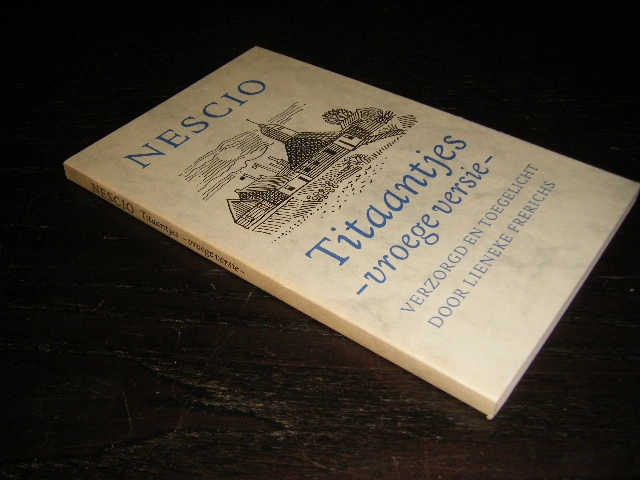 NESCIO
Titaantjes
-vroege versie-
VERZORGD EN TOEGELICHT
DOOR LIENEKE FRERICHS
NESCIO Titaantjes -vroege versie-